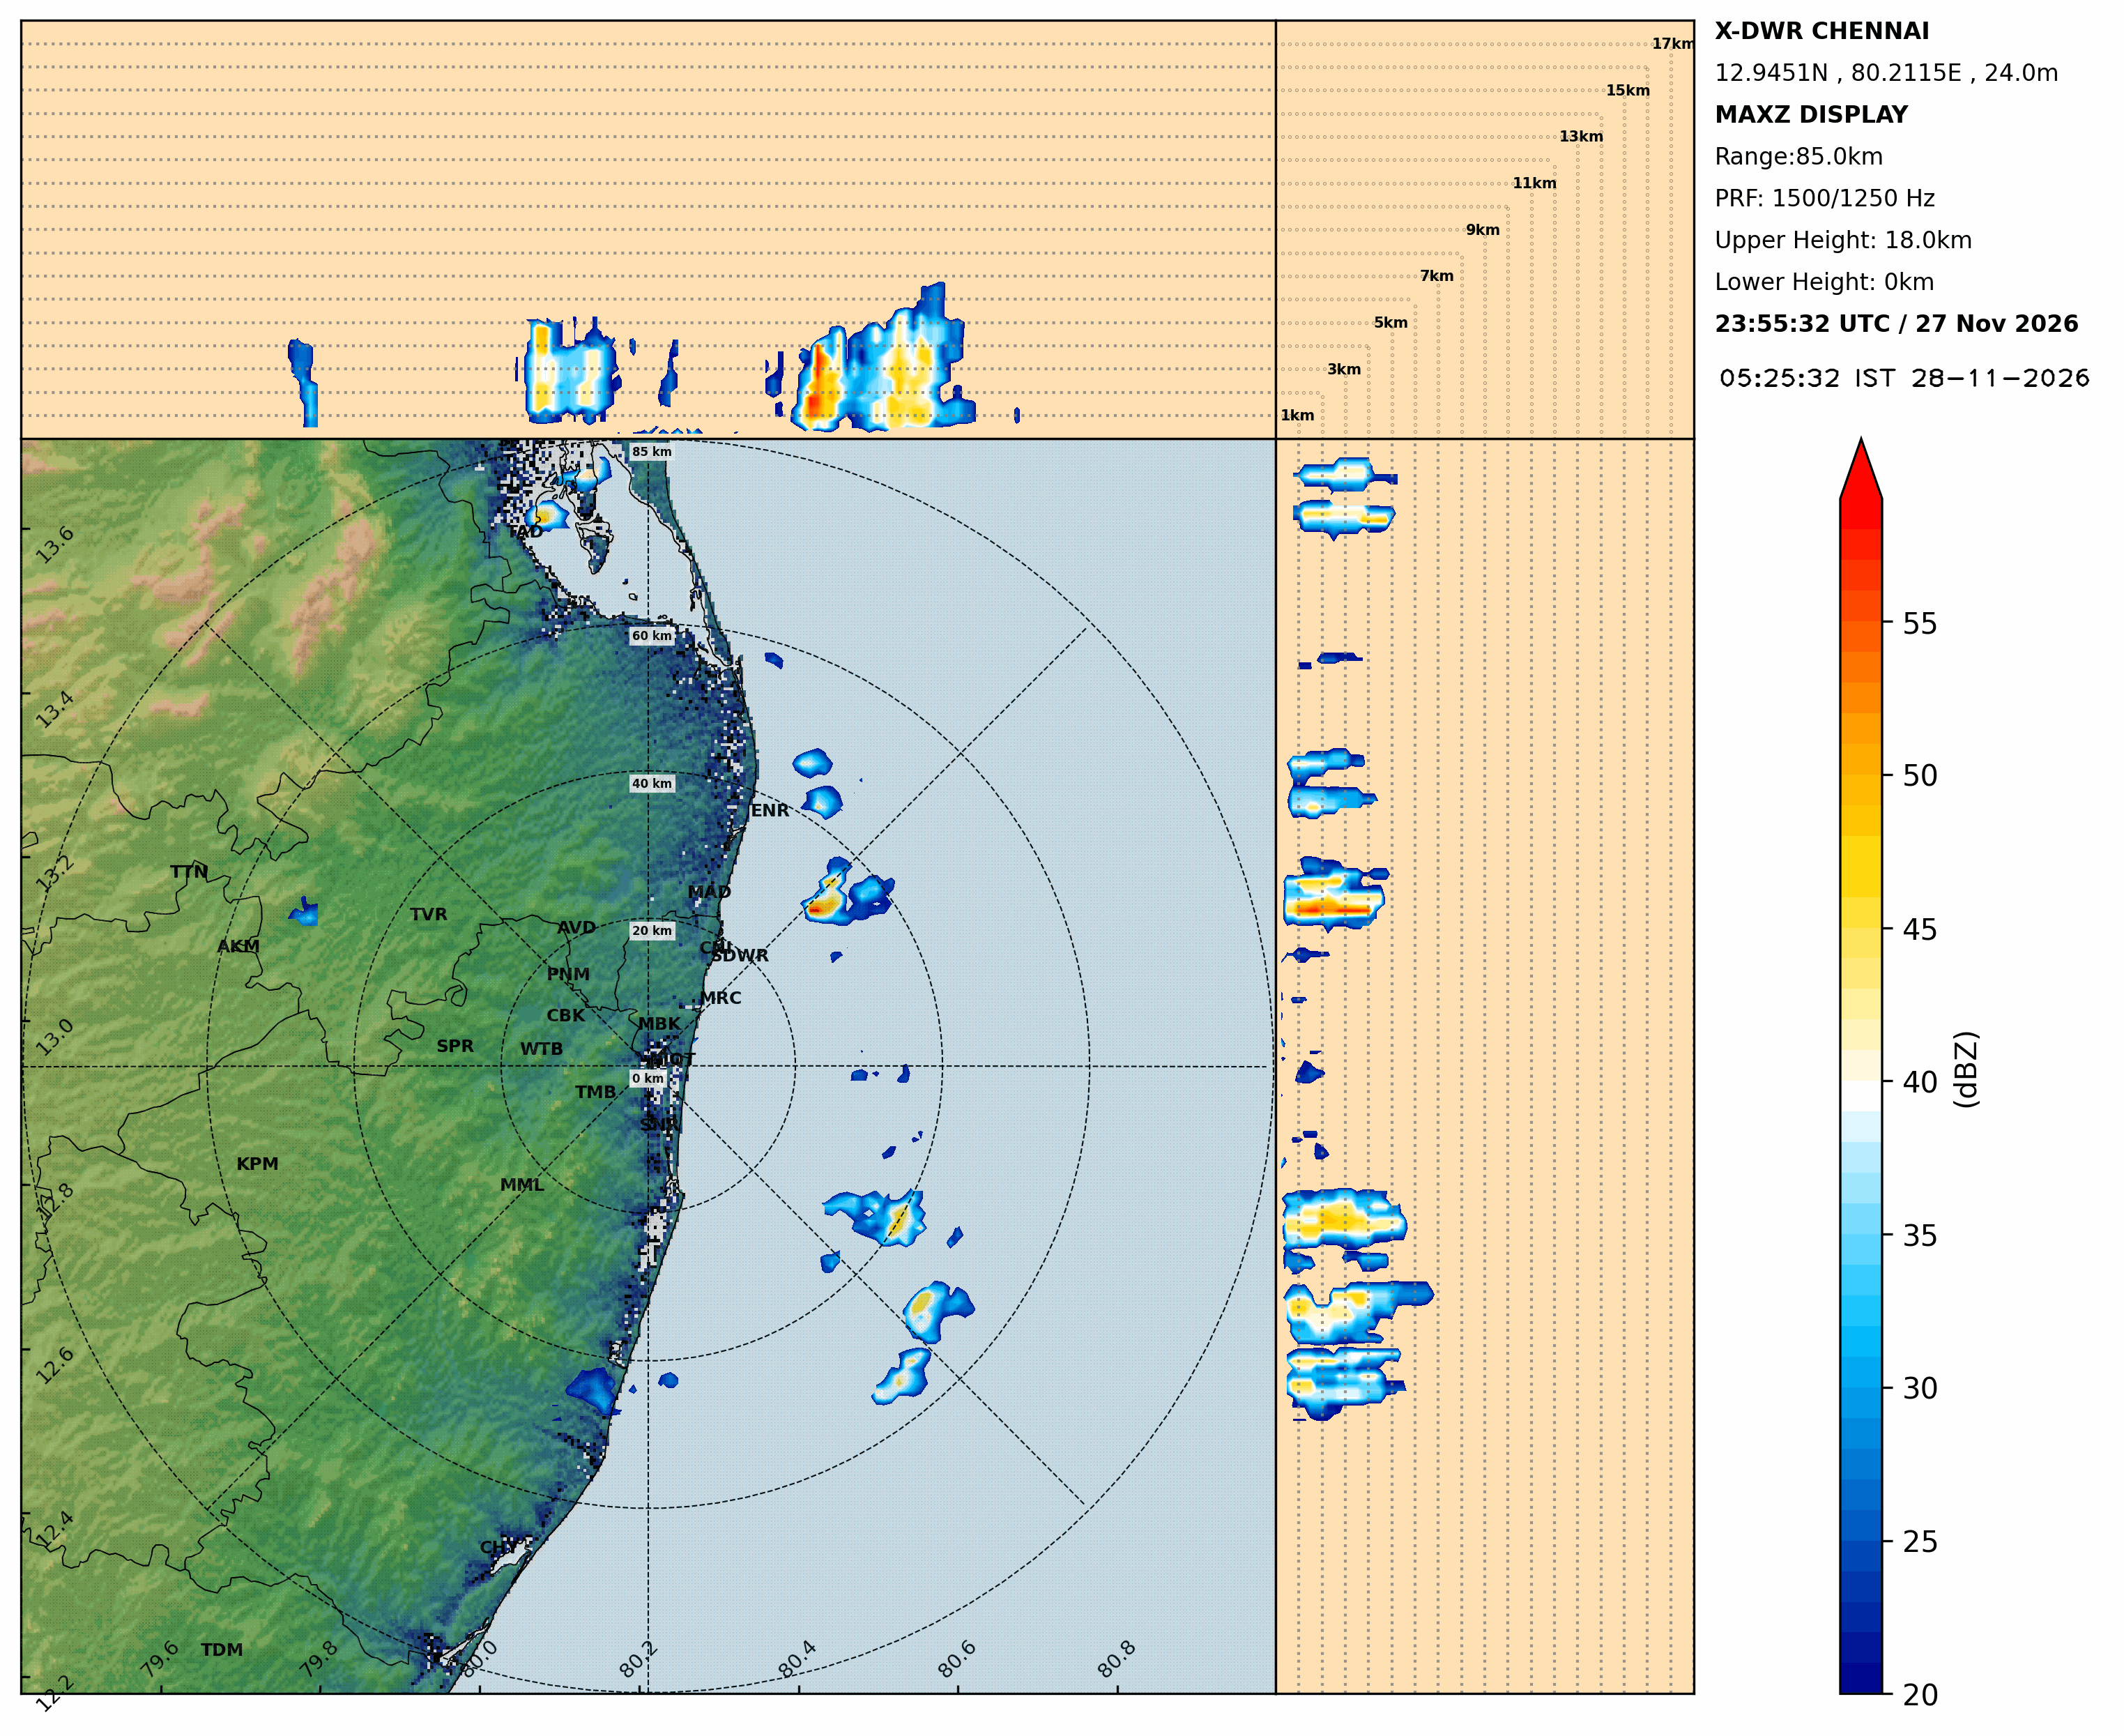 X-DWR CHENNAI
12.9451N , 80.2115E , 24.0m
MAXZ DISPLAY
Range:85.0km
PRF: 1500/1250 Hz
Upper Height: 18.0km
Lower Height: 0km
23:55:32 UTC / 27 Nov 2026
05:25:32 IST 28-11-2026
17km
15km
13km
11km
9km
7km
5km
3km
1km
85 km
TAD
13.6
60 km
13.4
40 km
ENR
13.2
TTN
MAD
TVR
AVD
20 km
AKM
CNI
SDWR
PNM
MRC
CBK
MBK
13.0
SPR
WTB
0 km
TMB
SNR
KPM
MML
12.8
12.6
12.4
CHY
TDM
12.2
79.6
79.8
80.0
80.2
80.4
80.6
80.8
55
50
45
40
35
30
25
20
(dBZ)